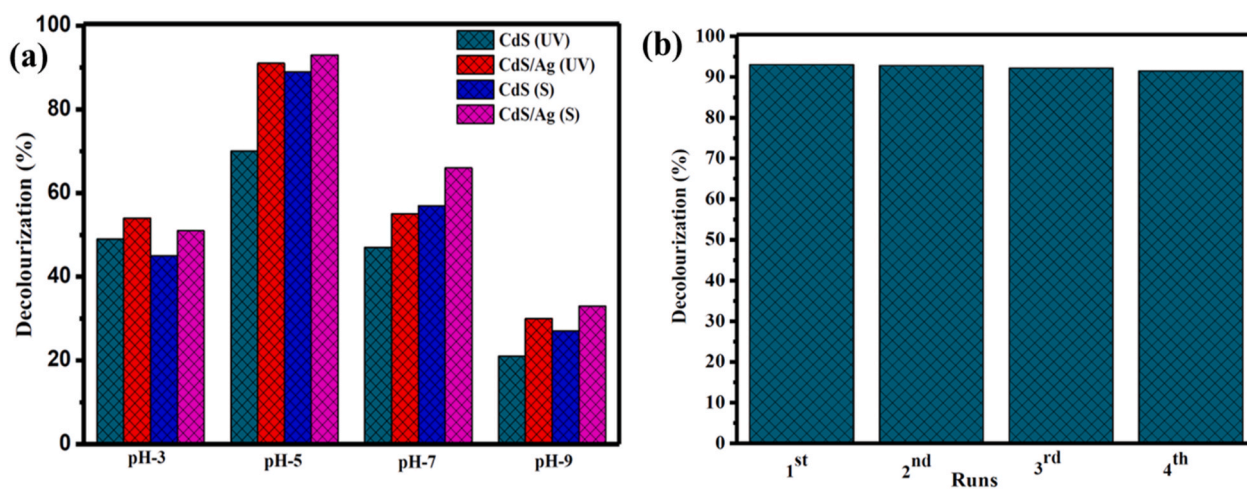 (a)
Decolourization (%)
100
80
60
40
20
0
CdS (UV)
CdS/Ag (UV)
CdS (S)
CdS/Ag (S)
pH-3 pH-5 pH-7 pH-9
(b)
Decolourization (%)
100
90
80
70
60
50
40
30
20
10
0
1st 2nd 3rd 4th
Runs